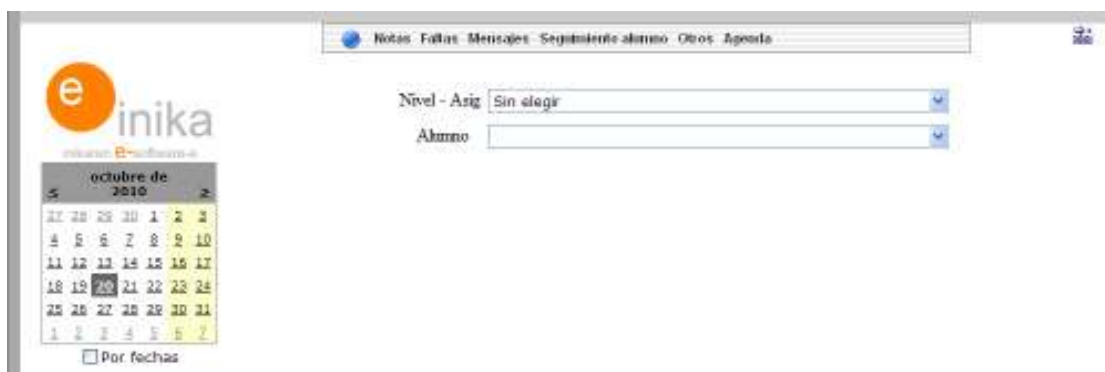 Notas Faltas Mensajes Seguimiento alumno Otros Agenda
e
inika
e-software-a
Nivel - Asig Sin elegir
Alumno
octubre de
< 2010 >
27 28 29 30 1 2 3
4 5 6 7 8 9 10
11 12 13 14 15 16 17
18 19 20 21 22 23 24
25 26 27 28 29 30 31
1 2 3 4 5 6 7
Por fechas